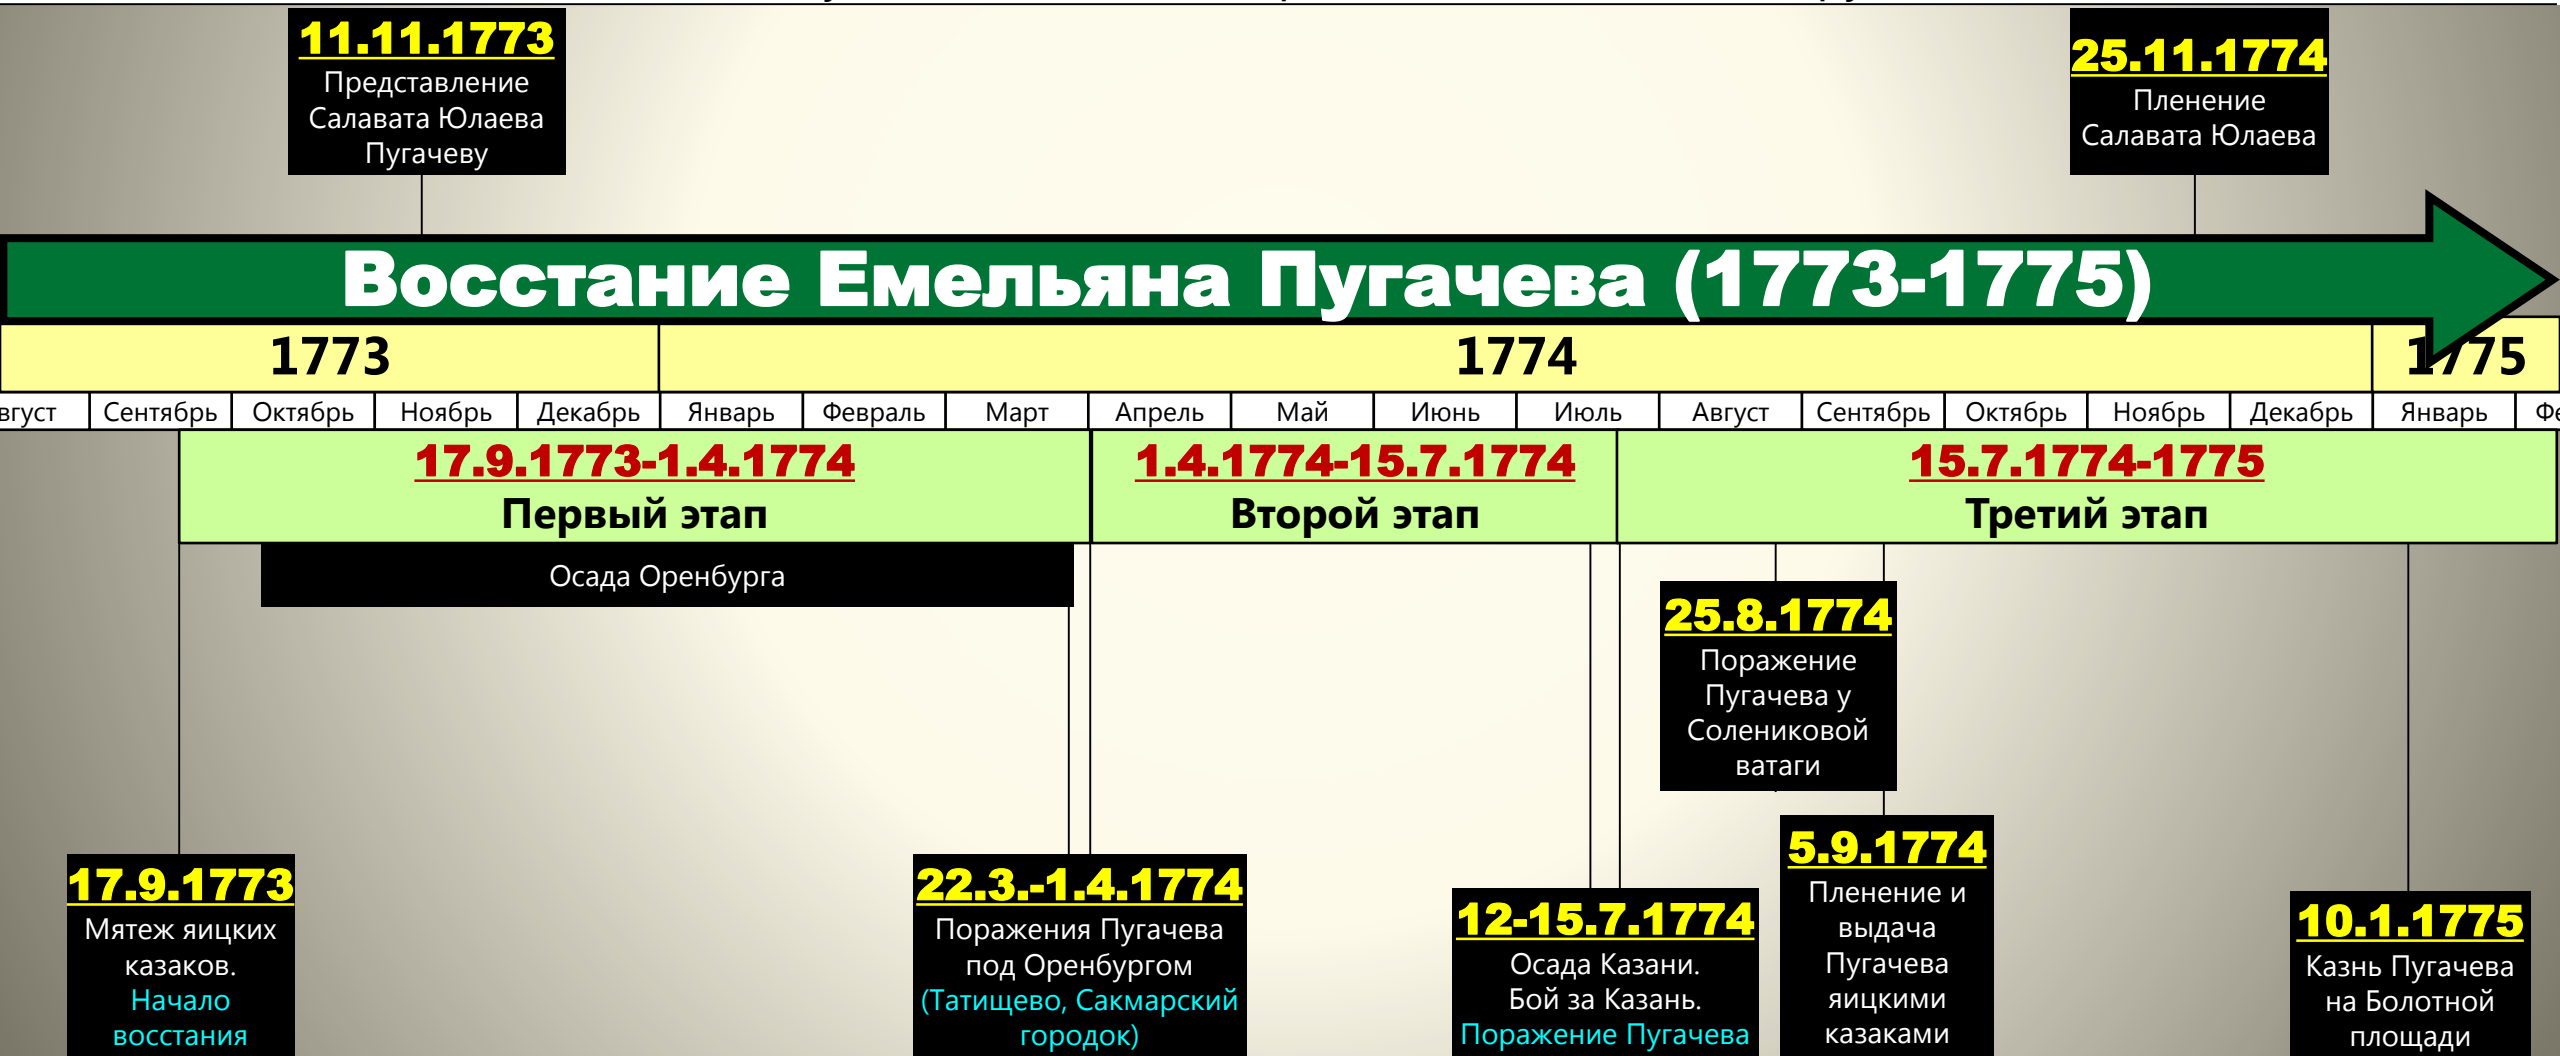 11.11.1773
Представление
Салавата Юлаева
Пугачеву
25.11.1774
Пленение
Салавата Юлаева
Восстание Емельяна Пугачева (1773-1775)
1773
1774
1775
вгуст
Сентябрь
Октябрь
Ноябрь
Декабрь
Январь
Февраль
Март
Апрель
Май
Июнь
Июль
Август
Сентябрь
Октябрь
Ноябрь
Декабрь
Январь
Фе
17.9.1773-1.4.1774
Первый этап
1.4.1774-15.7.1774
Второй этап
15.7.1774-1775
Третий этап
Осада Оренбурга
25.8.1774
Поражение
Пугачева у
Солениковой
ватаги
17.9.1773
Мятеж яицких
казаков.
Начало
восстания
22.3.-1.4.1774
Поражения Пугачева
под Оренбургом
(Татищево, Сакмарский
городок)
12-15.7.1774
Осада Казани.
Бой за Казань.
Поражение Пугачева
5.9.1774
Пленение и
выдача
Пугачева
яицкими
казаками
10.1.1775
Казнь Пугачева
на Болотной
площади